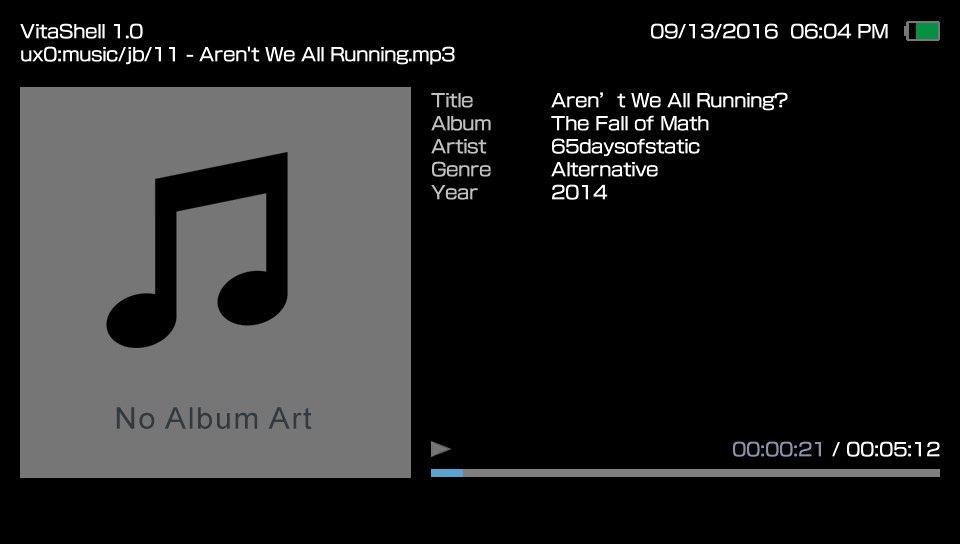 VitaShell 1.0
09/13/2016 06:04 PM
ux0:music/jb/11 - Aren't We All Running.mp3
Title Aren’t We All Running?
Album The Fall of Math
Artist 65daysofstatic
Genre Alternative
Year 2014
No Album Art
00:00:21 / 00:05:12